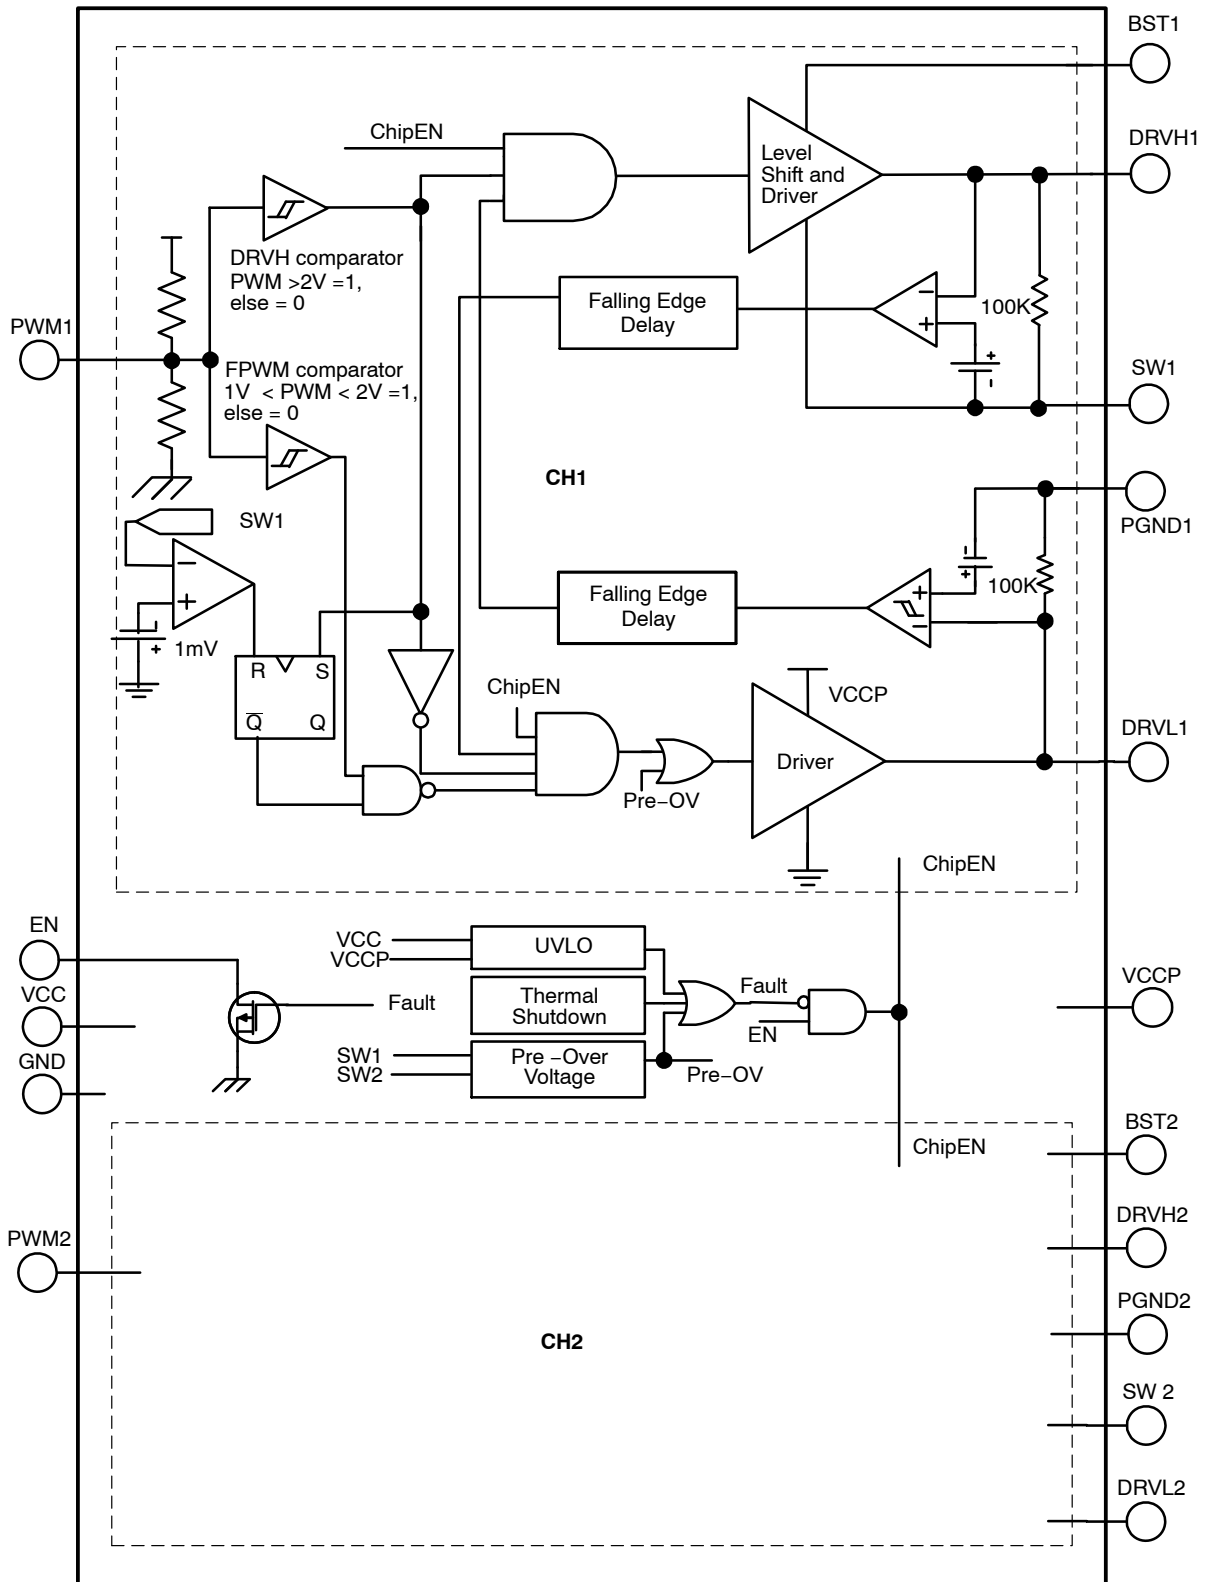 BST1
ChipEN
DRVH1
Level
Shift and
Driver
DRVH comparator
PWM >2V =1,
else = 0
Falling Edge
Delay
−
+
100K
+
-
PWM1
FPWM comparator
1V < PWM < 2V =1,
else = 0
SW1
CH1
SW1
PGND1
−
+
-
+
1mV
Falling Edge
Delay
-
+
100K
+
−
R S
Q̅ Q
ChipEN
VCCP
DRVL1
Driver
Pre−OV
ChipEN
EN
VCC
VCCP
UVLO
VCC
Fault
Thermal
Shutdown
Fault
EN
VCCP
GND
SW1
SW2
Pre −Over
Voltage
Pre−OV
BST2
ChipEN
DRVH2
PWM2
PGND2
CH2
SW 2
DRVL2